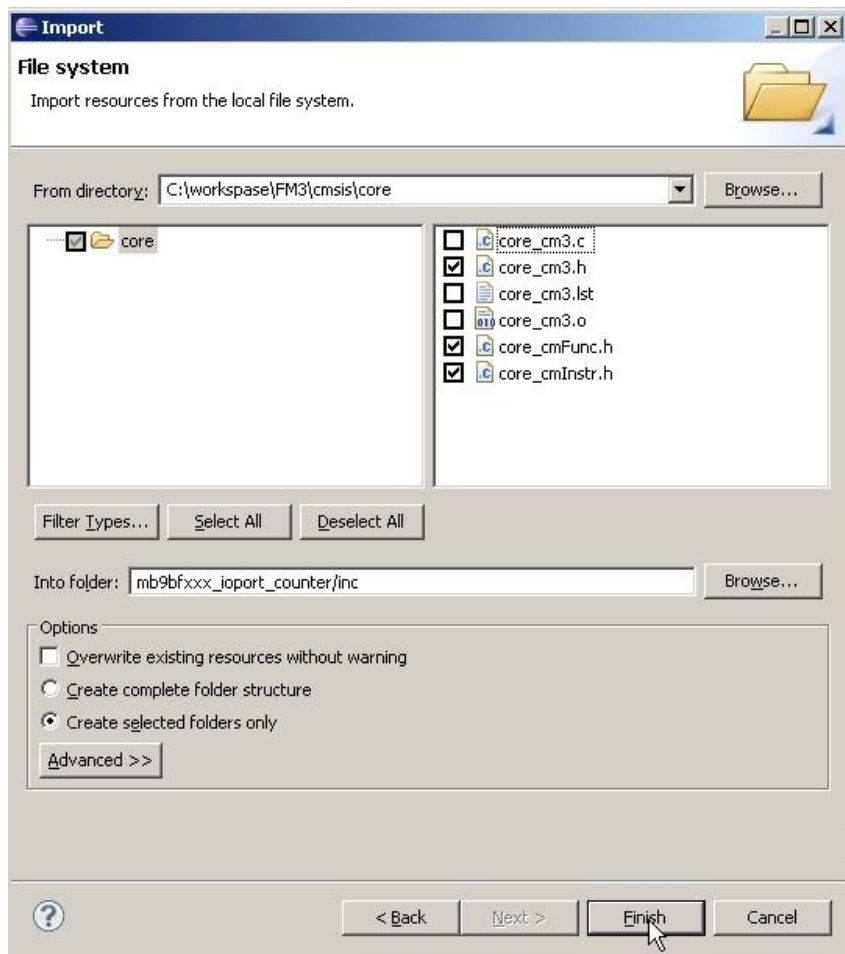 Import
File system
Import resources from the local file system.
From directory: C:\workspase\FM3\cmsis\core Browse...
core
core_cm3.c
core_cm3.h
core_cm3.lst
010 core_cm3.o
core_cmFunc.h
core_cmInstr.h
Filter Types... Select All Deselect All
Into folder: mb9bfxxx_ioport_counter/inc Browse...
Options
Overwrite existing resources without warning
Create complete folder structure
Create selected folders only
Advanced >>
? < Back Next > Finish Cancel